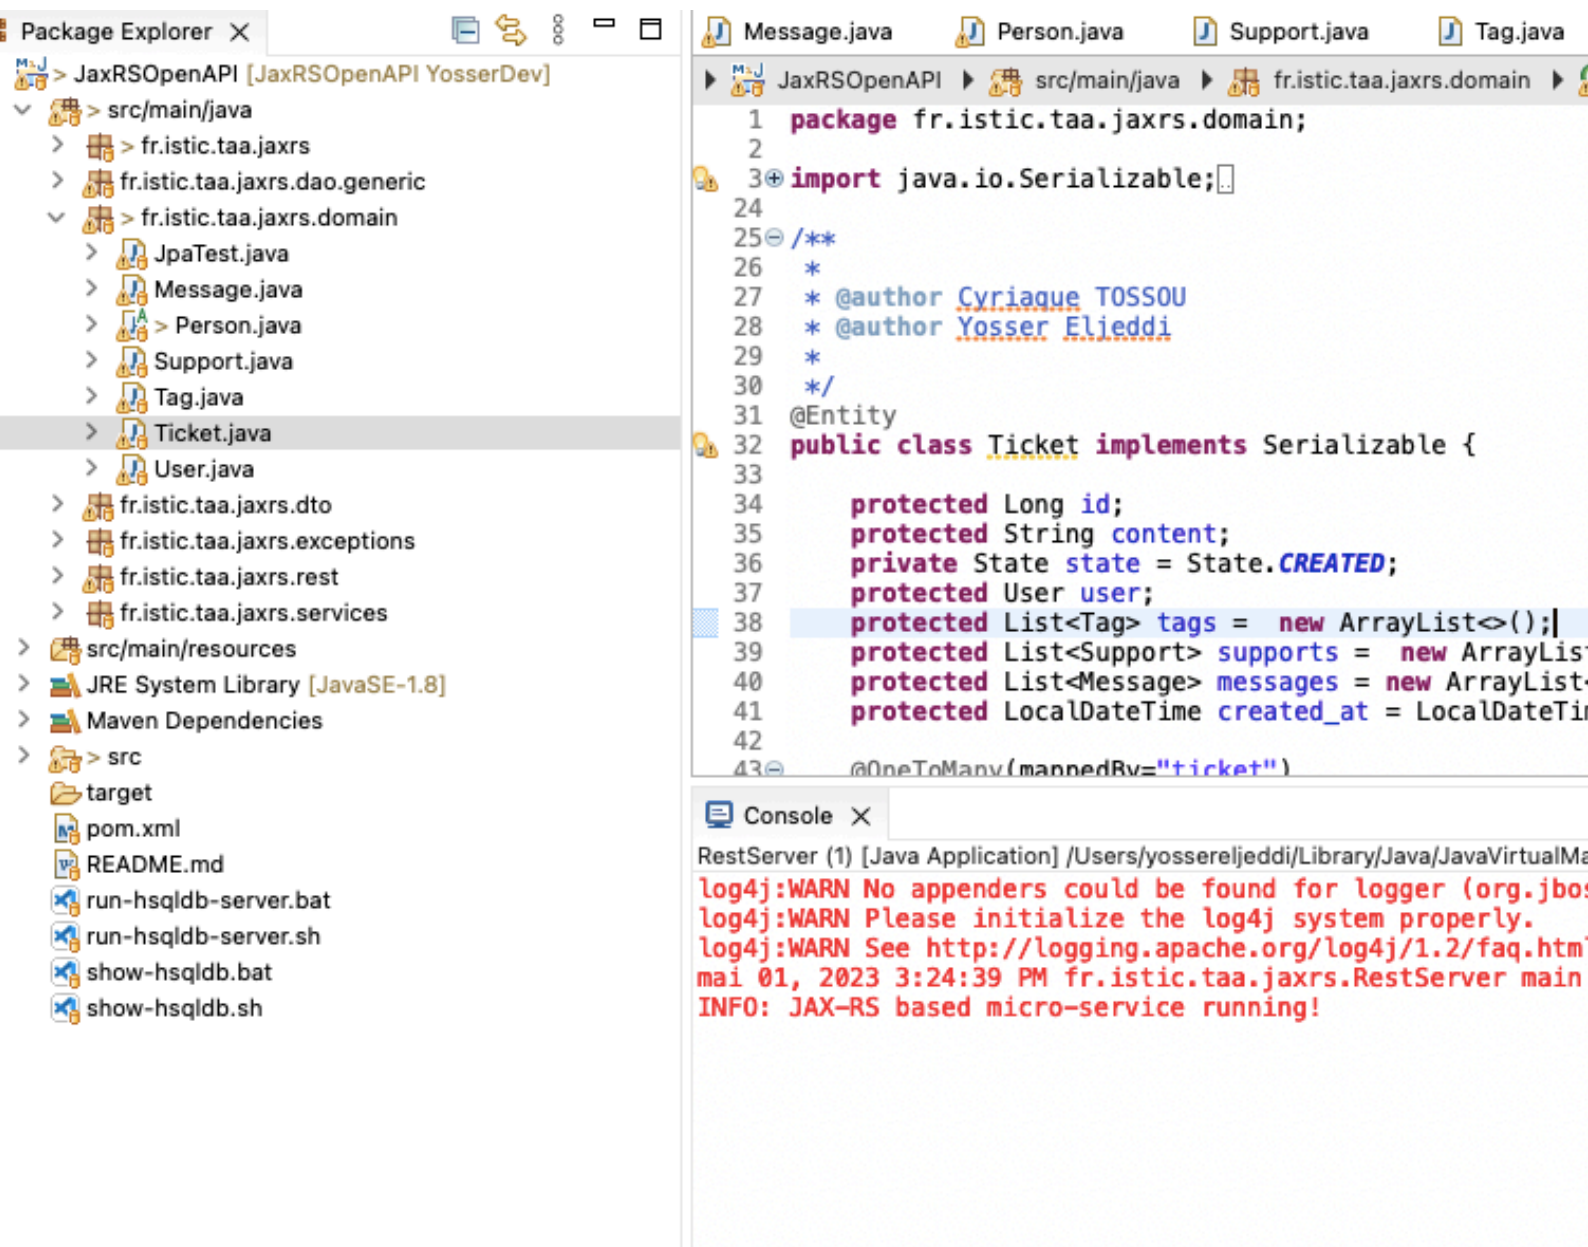 Package Explorer
> JaxRSOpenAPI [JaxRSOpenAPI YosserDev]
> src/main/java
> fr.istic.taa.jaxrs
fr.istic.taa.jaxrs.dao.generic
> fr.istic.taa.jaxrs.domain
JpaTest.java
Message.java
> Person.java
Support.java
Tag.java
Ticket.java
User.java
fr.istic.taa.jaxrs.dto
fr.istic.taa.jaxrs.exceptions
fr.istic.taa.jaxrs.rest
fr.istic.taa.jaxrs.services
src/main/resources
JRE System Library [JavaSE-1.8]
Maven Dependencies
> src
target
pom.xml
README.md
run-hsqldb-server.bat
run-hsqldb-server.sh
show-hsqldb.bat
show-hsqldb.sh
Message.java Person.java Support.java Tag.java
JaxRSOpenAPI src/main/java fr.istic.taa.jaxrs.domain
1 package fr.istic.taa.jaxrs.domain;
2
3 import java.io.Serializable;
24
25 /**
26 *
27 * @author Cyriaque TOSSOU
28 * @author Yosser Eljeddi
29 *
30 */
31 @Entity
32 public class Ticket implements Serializable {
33
34 protected Long id;
35 protected String content;
36 private State state = State.CREATED;
37 protected User user;
38 protected List<Tag> tags =  new ArrayList<>();
39 protected List<Support> supports =  new ArrayLis
40 protected List<Message> messages = new ArrayList<
41 protected LocalDateTime created_at = LocalDateTim
42
43 @OneToMany(mappedBy="ticket")
Console
RestServer (1) [Java Application] /Users/yossereljeddi/Library/Java/JavaVirtualMa
log4j:WARN No appenders could be found for logger (org.jbos
log4j:WARN Please initialize the log4j system properly.
log4j:WARN See http://logging.apache.org/log4j/1.2/faq.html
mai 01, 2023 3:24:39 PM fr.istic.taa.jaxrs.RestServer main
INFO: JAX-RS based micro-service running!